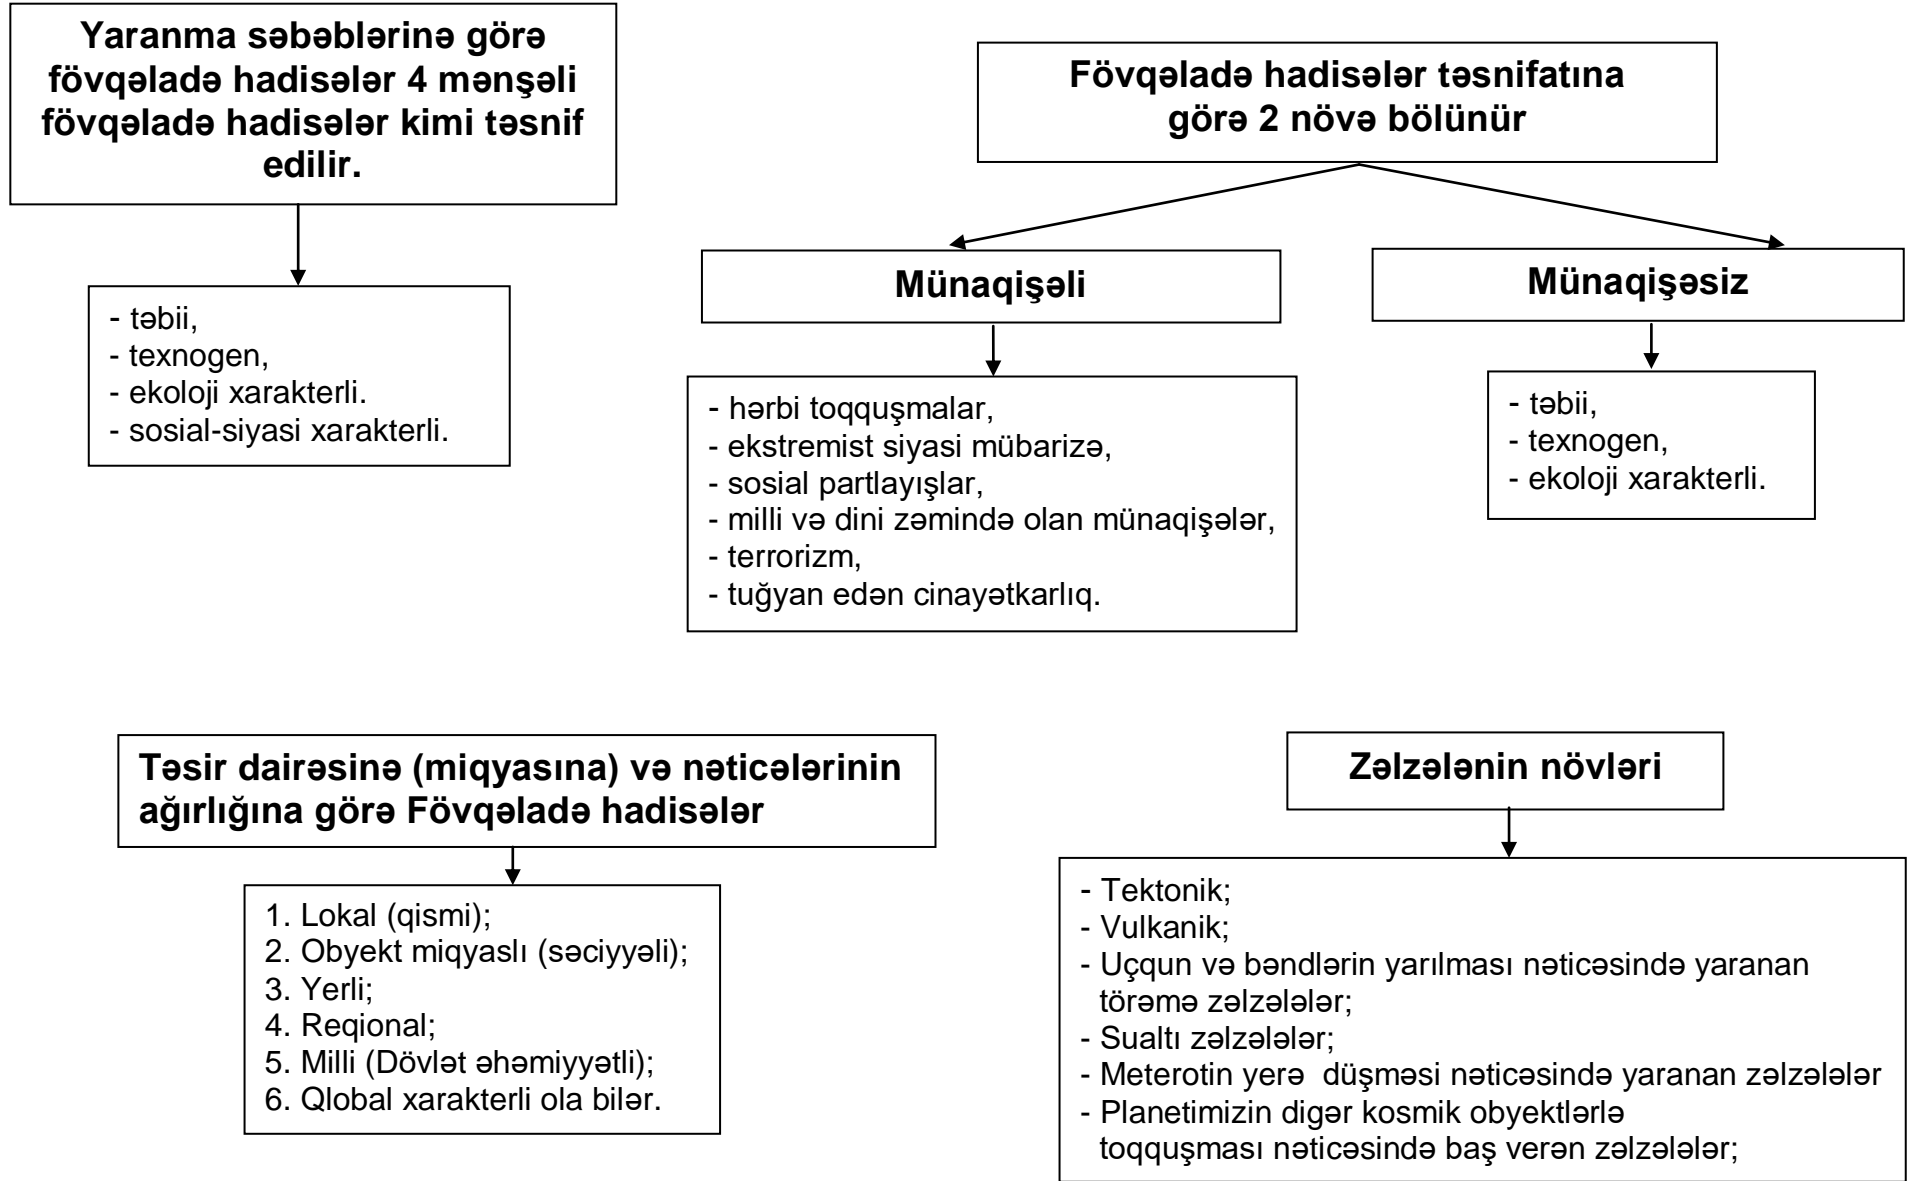 Yaranma səbəblərinə görə
fövqəladə hadisələr 4 mənşəli
fövqəladə hadisələr kimi təsnif
edilir.
- təbii,
- texnogen,
- ekoloji xarakterli.
- sosial-siyasi xarakterli.
Fövqəladə hadisələr təsnifatına
görə 2 növə bölünür
Münaqişəli
- hərbi toqquşmalar,
- ekstremist siyasi mübarizə,
- sosial partlayışlar,
- milli və dini zəmində olan münaqişələr,
- terrorizm,
- tuğyan edən cinayətkarlıq.
Münaqişəsiz
- təbii,
- texnogen,
- ekoloji xarakterli.
Təsir dairəsinə (miqyasına) və nəticələrinin
ağırlığına görə Fövqəladə hadisələr
1. Lokal (qismi);
2. Obyekt miqyaslı (səciyyəli);
3. Yerli;
4. Reqional;
5. Milli (Dövlət əhəmiyyətli);
6. Qlobal xarakterli ola bilər.
Zəlzələnin növləri
- Tektonik;
- Vulkanik;
- Uçqun və bəndlərin yarılması nəticəsində yaranan
törəmə zəlzələlər;
- Sualtı zəlzələlər;
- Meterotin yerə  düşməsi nəticəsində yaranan zəlzələlər
- Planetimizin digər kosmik obyektlərlə
toqquşması nəticəsində baş verən zəlzələlər;